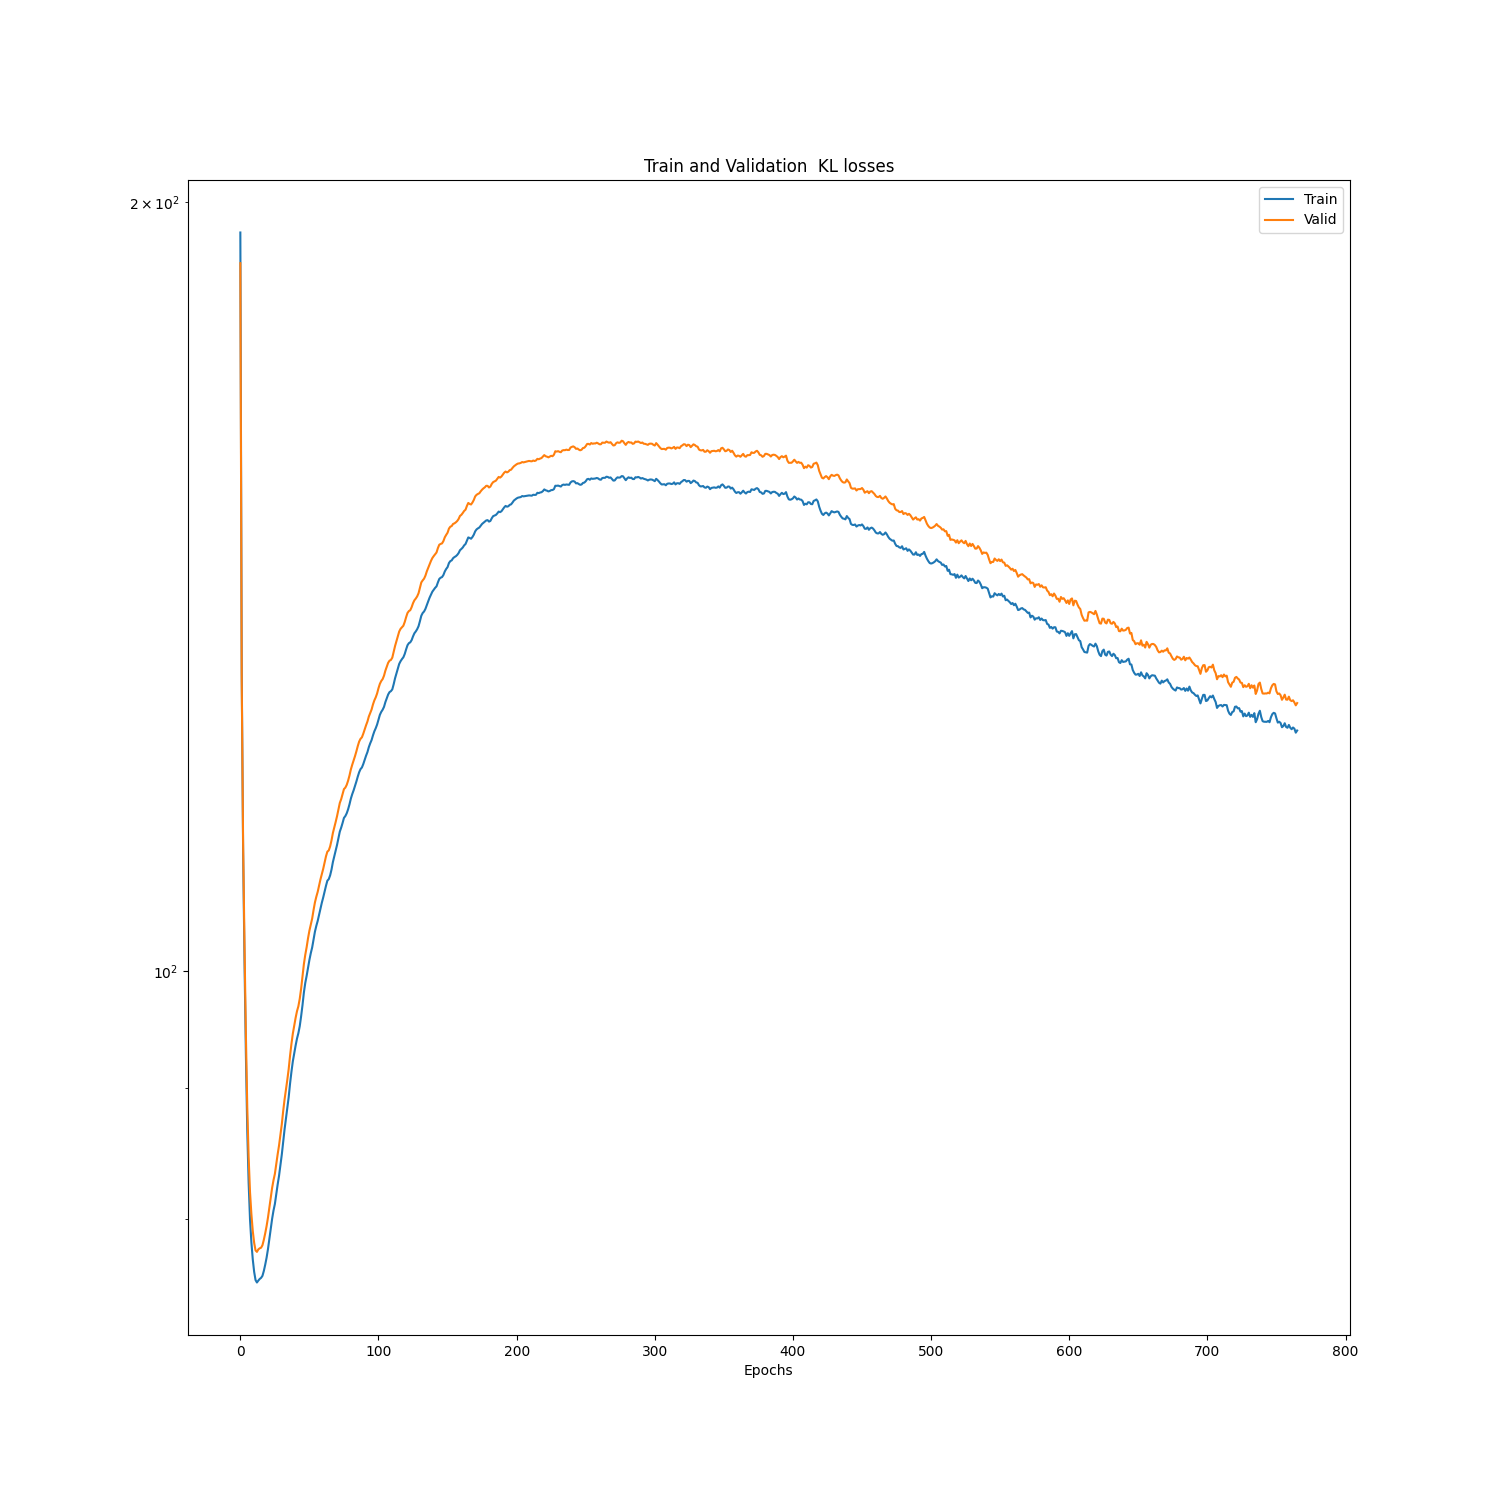 Train and Validation  KL losses
2 × 10²
Train
Valid
10²
0 100 200 300 400 500 600 700 800
Epochs